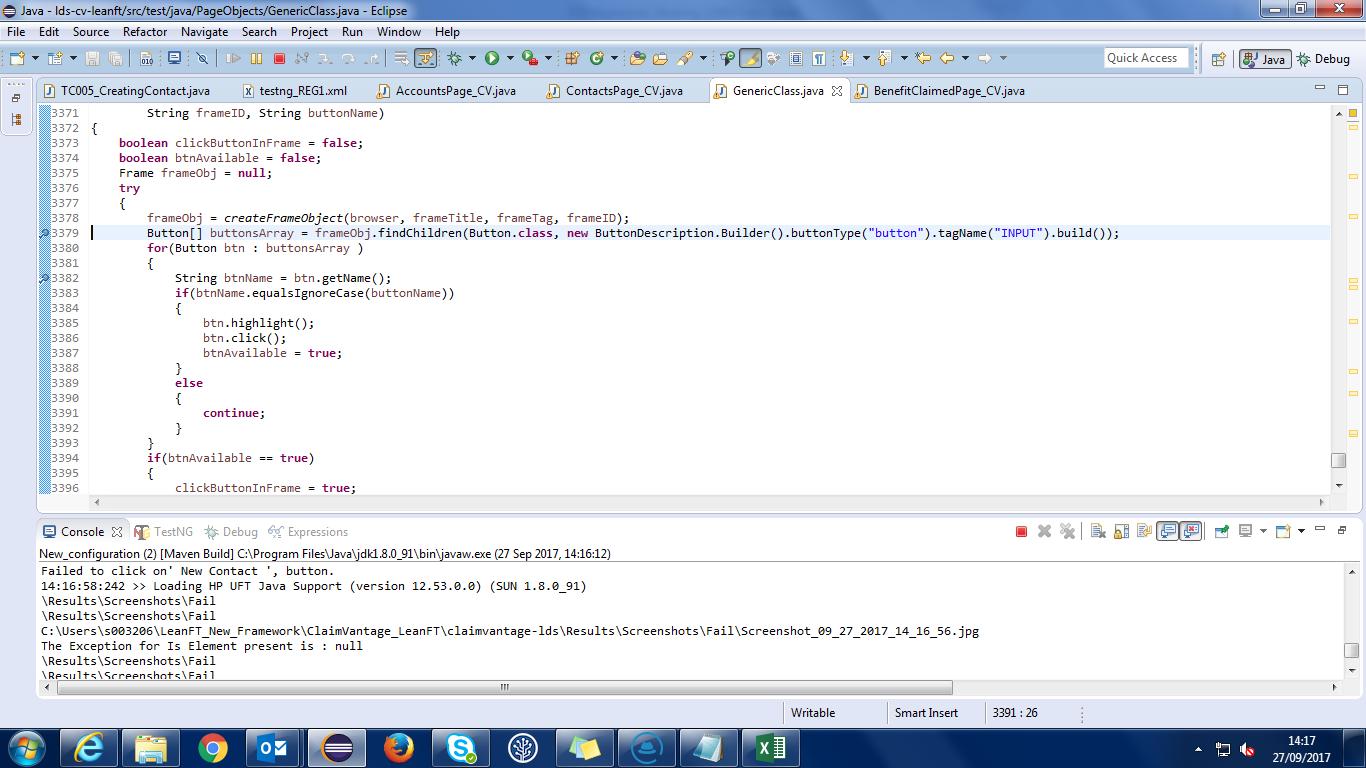 Java - lds-cv-leanft/src/test/java/PageObjects/GenericClass.java - Eclipse
File Edit Source Refactor Navigate Search Project Run Window Help
Quick Access Java Debug
TC005_CreatingContact.java testng_REG1.xml AccountsPage_CV.java ContactsPage_CV.java GenericClass.java BenefitClaimedPage_CV.java
3371 String frameID, String buttonName)
3372 {
3373 boolean clickButtonInFrame = false;
3374 boolean btnAvailable = false;
3375 Frame frameObj = null;
3376 try
3377 {
3378 frameObj = createFrameObject(browser, frameTitle, frameTag, frameID);
3379 Button[] buttonsArray = frameObj.findChildren(Button.class, new ButtonDescription.Builder().buttonType("button").tagName("INPUT").build());
3380 for(Button btn : buttonsArray )
3381 {
3382 String btnName = btn.getName();
3383 if(btnName.equalsIgnoreCase(buttonName))
3384 {
3385 btn.highlight();
3386 btn.click();
3387 btnAvailable = true;
3388 }
3389 else
3390 {
3391 continue;
3392 }
3393 }
3394 if(btnAvailable == true)
3395 {
3396 clickButtonInFrame = true;
Console TestNG Debug Expressions
New_configuration (2) [Maven Build] C:\Program Files\Java\jdk1.8.0_91\bin\javaw.exe (27 Sep 2017, 14:16:12)
Failed to click on' New Contact ', button.
14:16:58:242 >> Loading HP UFT Java Support (version 12.53.0.0) (SUN 1.8.0_91)
\Results\Screenshots\Fail
\Results\Screenshots\Fail
C:\Users\s003206\LeanFT_New_Framework\ClaimVantage_LeanFT\claimvantage-lds\Results\Screenshots\Fail\Screenshot_09_27_2017_14_16_56.jpg
The Exception for Is Element present is : null
\Results\Screenshots\Fail
\Results\Screenshots\Fail
Writable Smart Insert 3391 : 26
14:17
27/09/2017